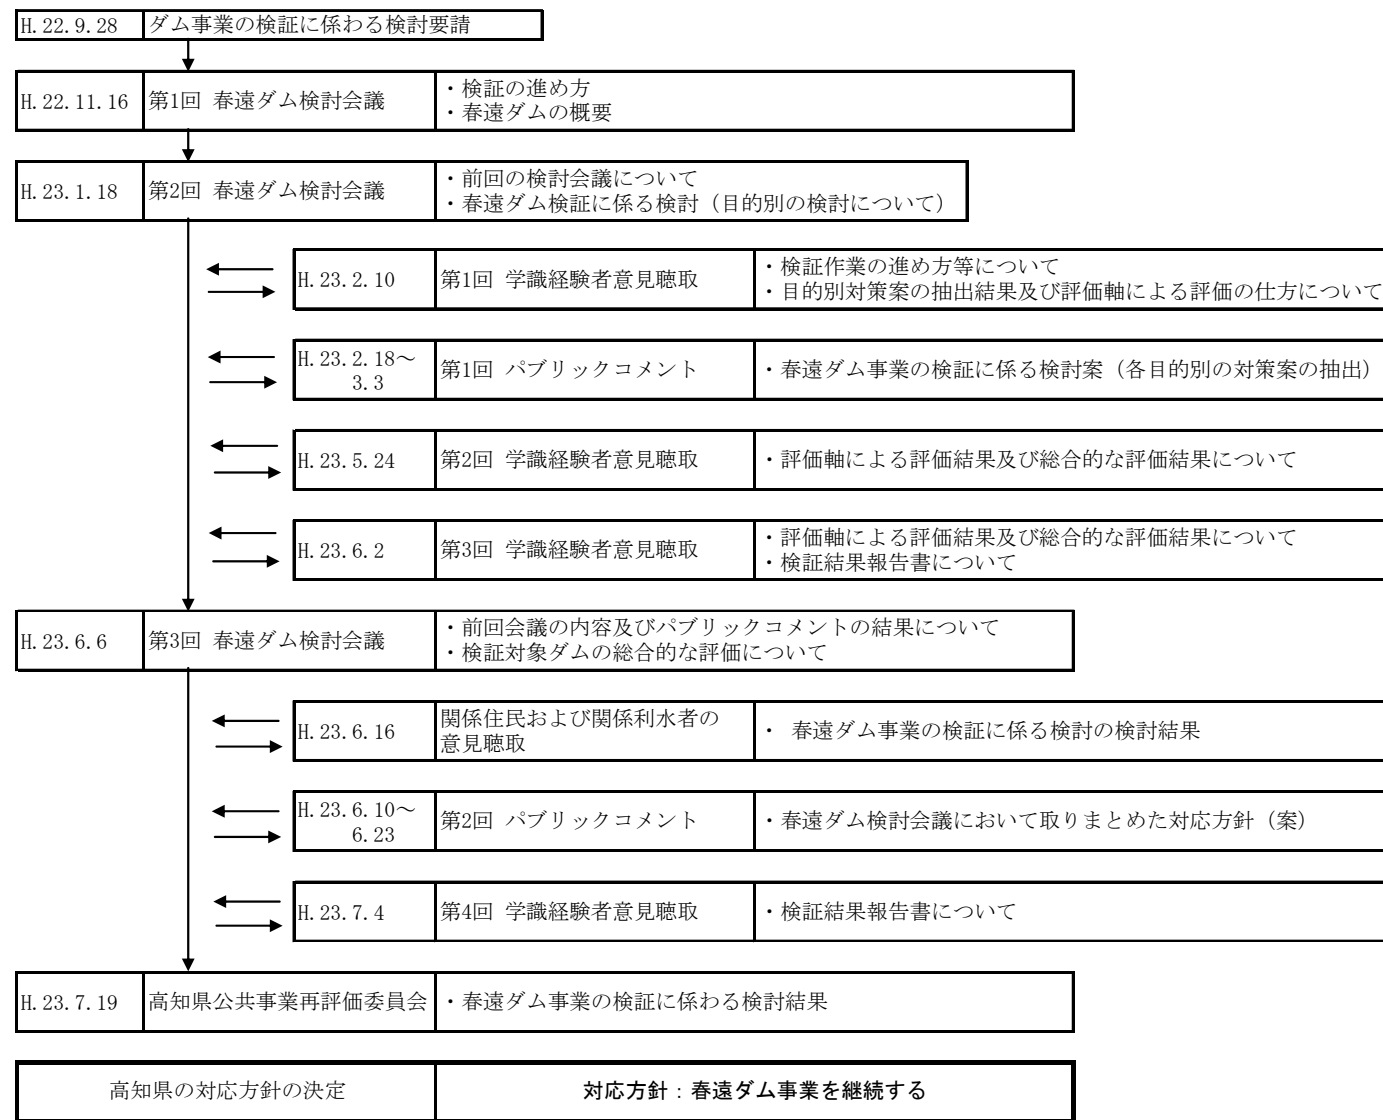 H.22.9.28 ダム事業の検証に係わる検討要請
H.22.11.16 第1回 春遠ダム検討会議
・検証の進め方
・春遠ダムの概要
H.23.1.18 第2回 春遠ダム検討会議
・前回の検討会議について
・春遠ダム検証に係る検討（目的別の検討について）
H.23.2.10 第1回 学識経験者意見聴取
・検証作業の進め方等について
・目的別対策案の抽出結果及び評価軸による評価の仕方について
H.23.2.18～
3.3
第1回 パブリックコメント ・春遠ダム事業の検証に係る検討案（各目的別の対策案の抽出）
H.23.5.24 第2回 学識経験者意見聴取 ・評価軸による評価結果及び総合的な評価結果について
H.23.6.2 第3回 学識経験者意見聴取
・評価軸による評価結果及び総合的な評価結果について
・検証結果報告書について
H.23.6.6 第3回 春遠ダム検討会議
・前回会議の内容及びパブリックコメントの結果について
・検証対象ダムの総合的な評価について
H.23.6.16
関係住民および関係利水者の
意見聴取
・ 春遠ダム事業の検証に係る検討の検討結果
H.23.6.10～
6.23
第2回 パブリックコメント ・春遠ダム検討会議において取りまとめた対応方針（案）
H.23.7.4 第4回 学識経験者意見聴取 ・検証結果報告書について
H.23.7.19 高知県公共事業再評価委員会 ・春遠ダム事業の検証に係わる検討結果
高知県の対応方針の決定 対応方針：春遠ダム事業を継続する